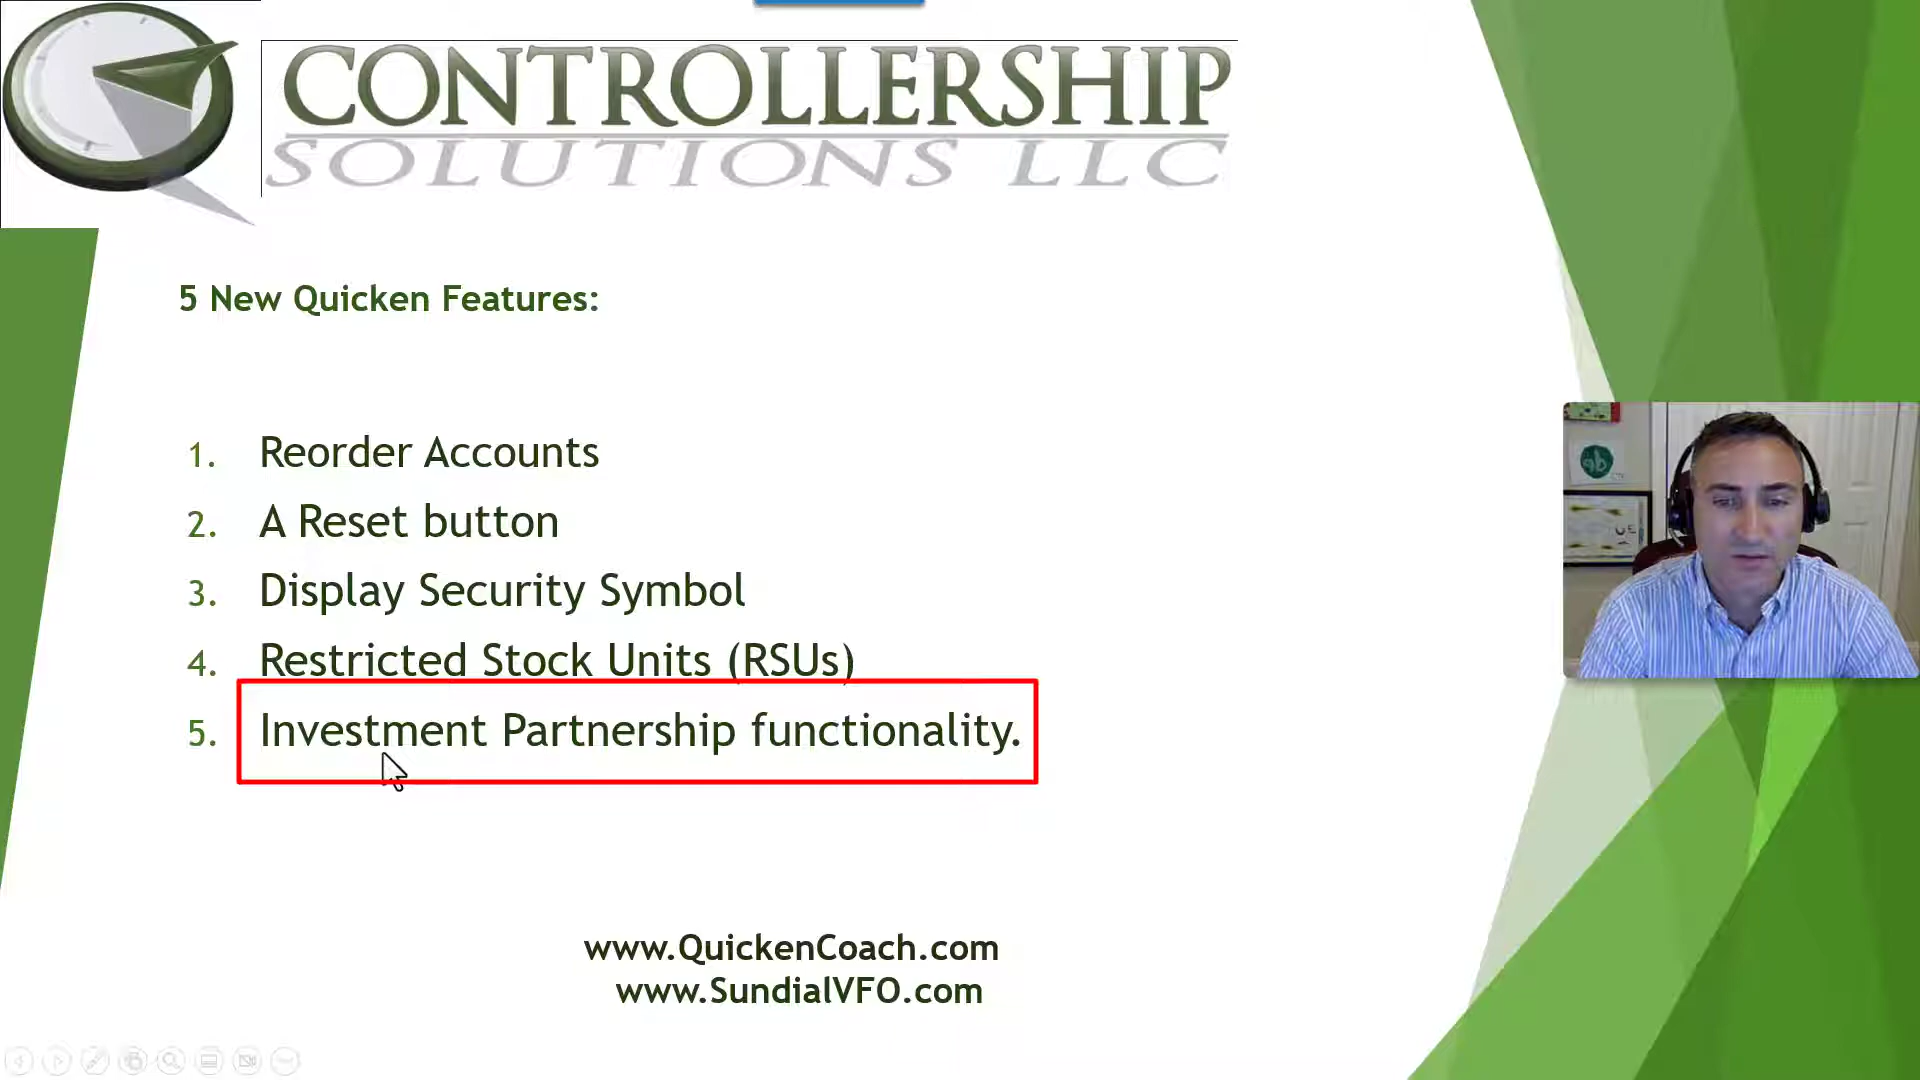 CONTROLLERSHIP
SOLUTIONS LLC
5 New Quicken Features:
1. Reorder Accounts
2. A Reset button
3. Display Security Symbol
4. Restricted Stock Units (RSUs)
5. Investment Partnership functionality.
www.QuickenCoach.com
www.SundialVFO.com